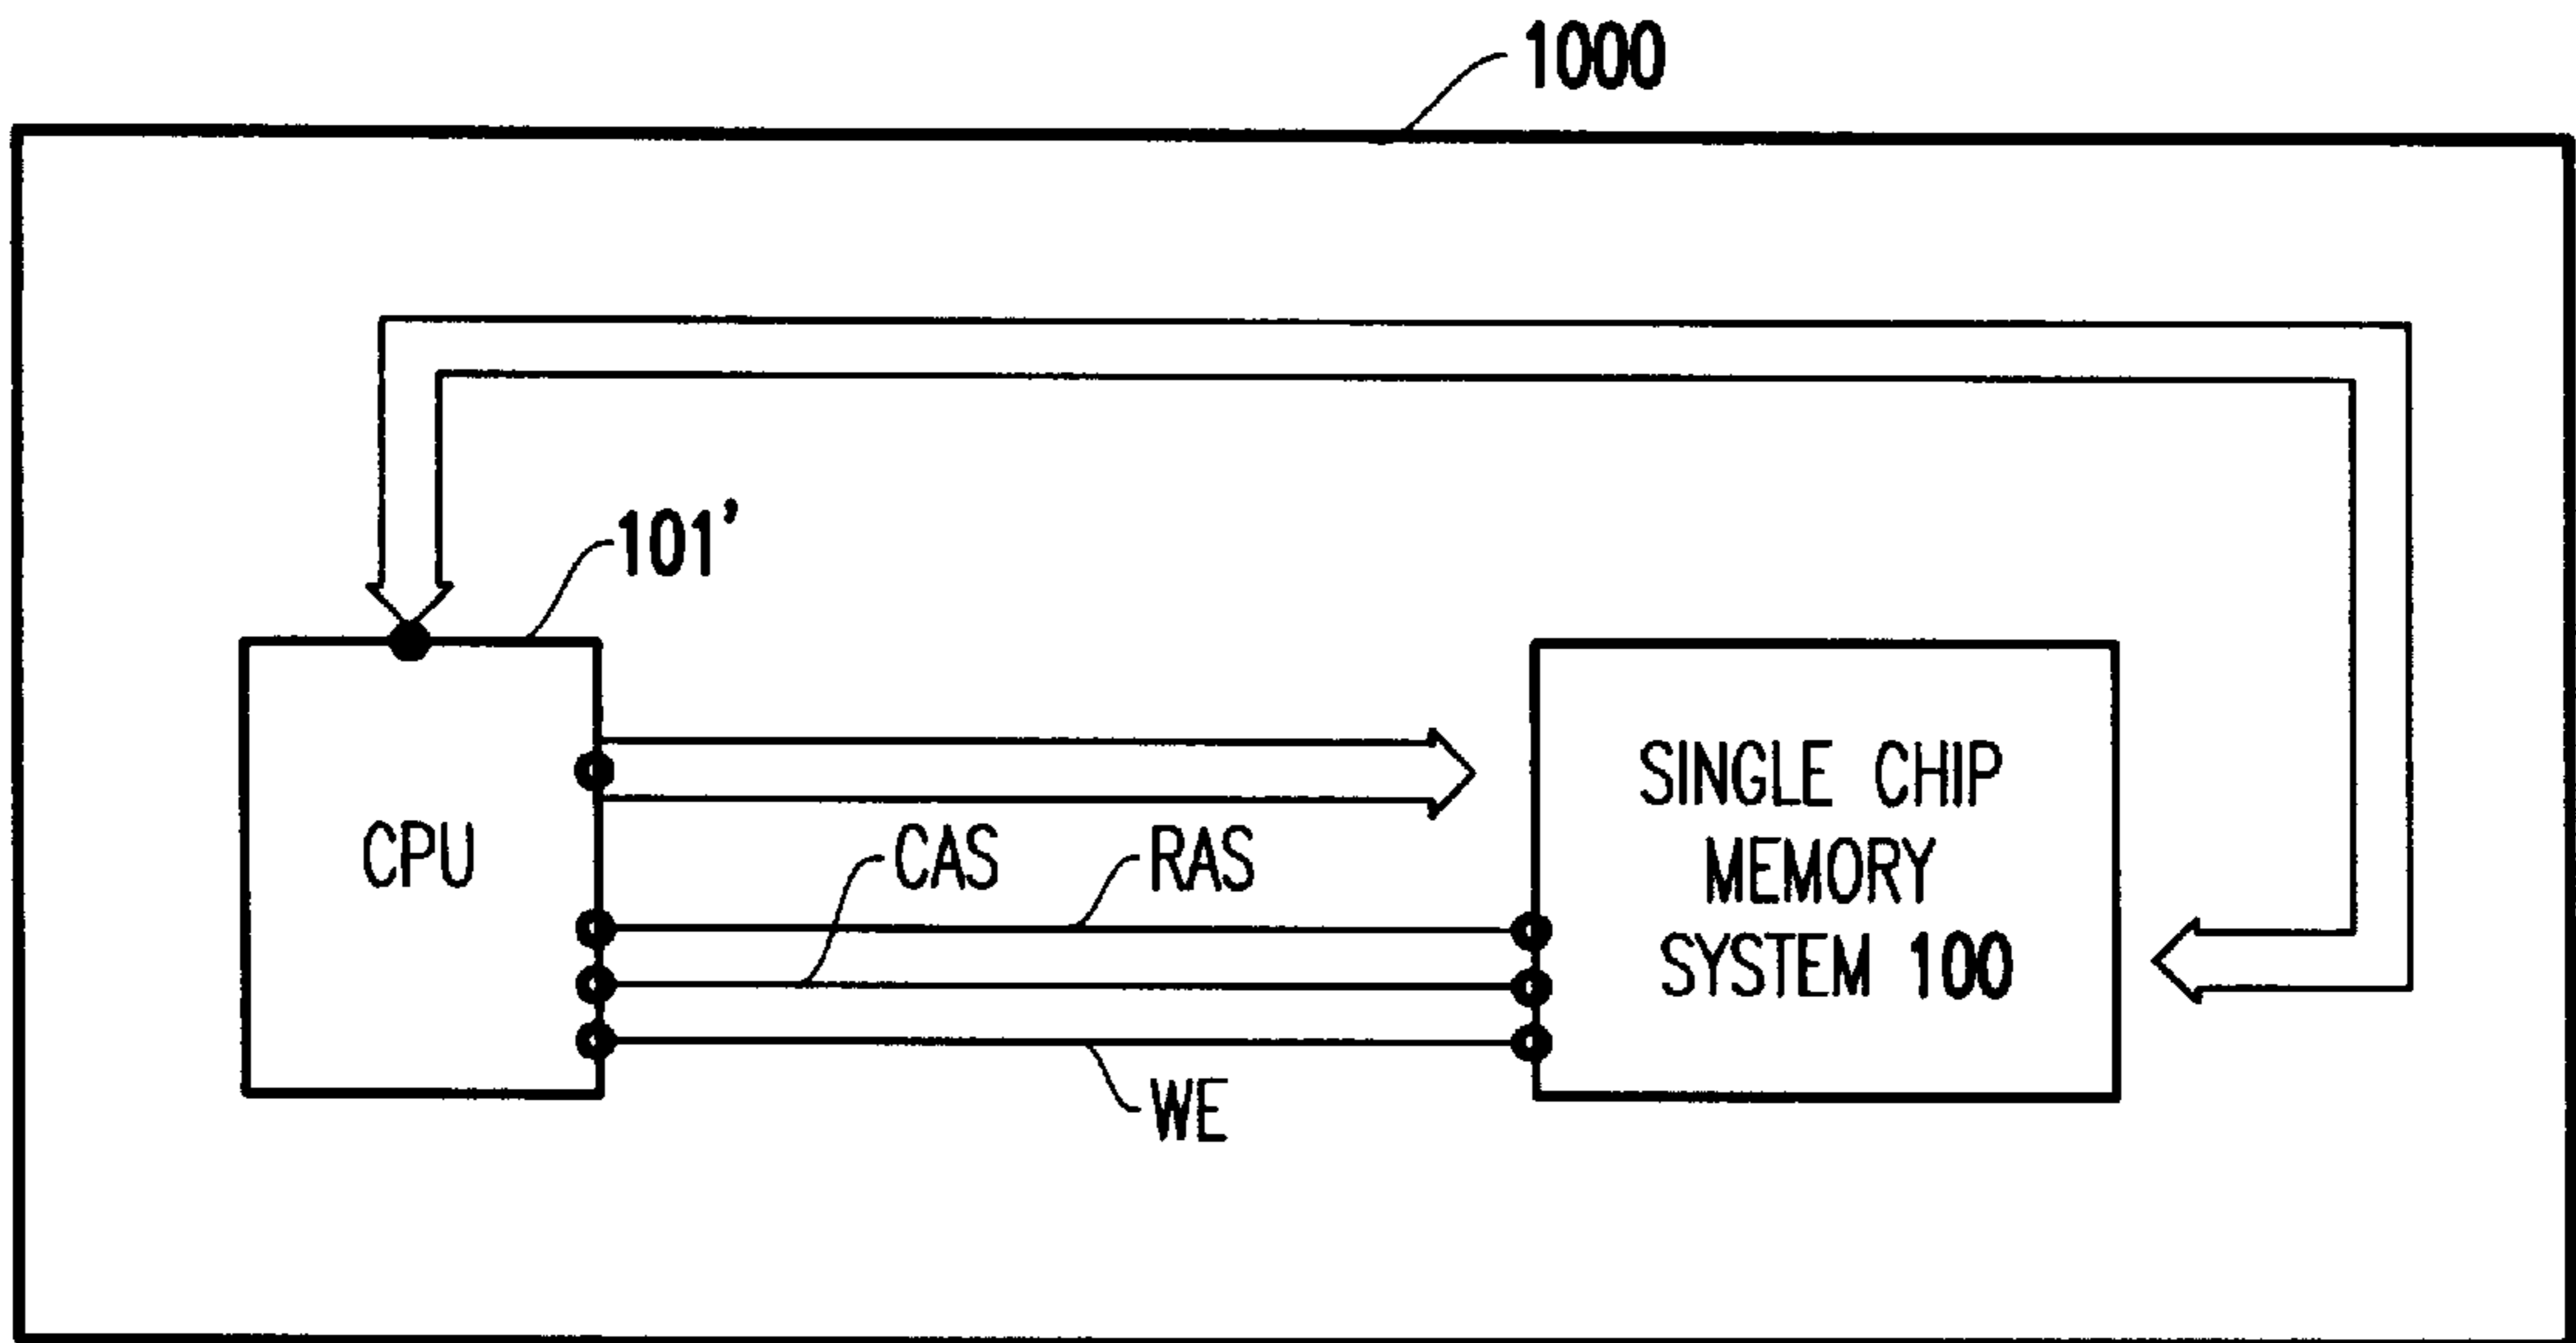 1000
101'
CPU
CAS
RAS
SINGLE CHIP
MEMORY
SYSTEM 100
WE